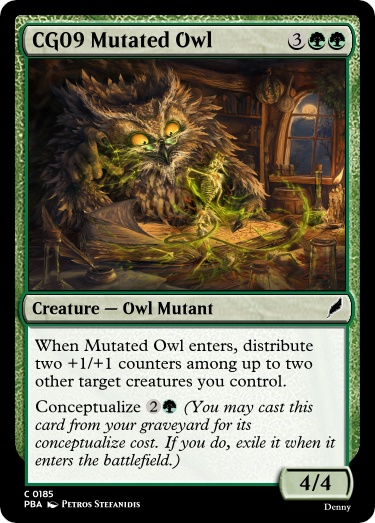 CG09 Mutated Owl 3
Creature — Owl Mutant
When Mutated Owl enters, distribute
two +1/+1 counters among up to two
other target creatures you control.
Conceptualize 2 (You may cast this
card from your graveyard for its
conceptualize cost. If you do, exile it when it
enters the battlefield.)
4/4
C 0185
PBA Petros Stefanidis
Denny